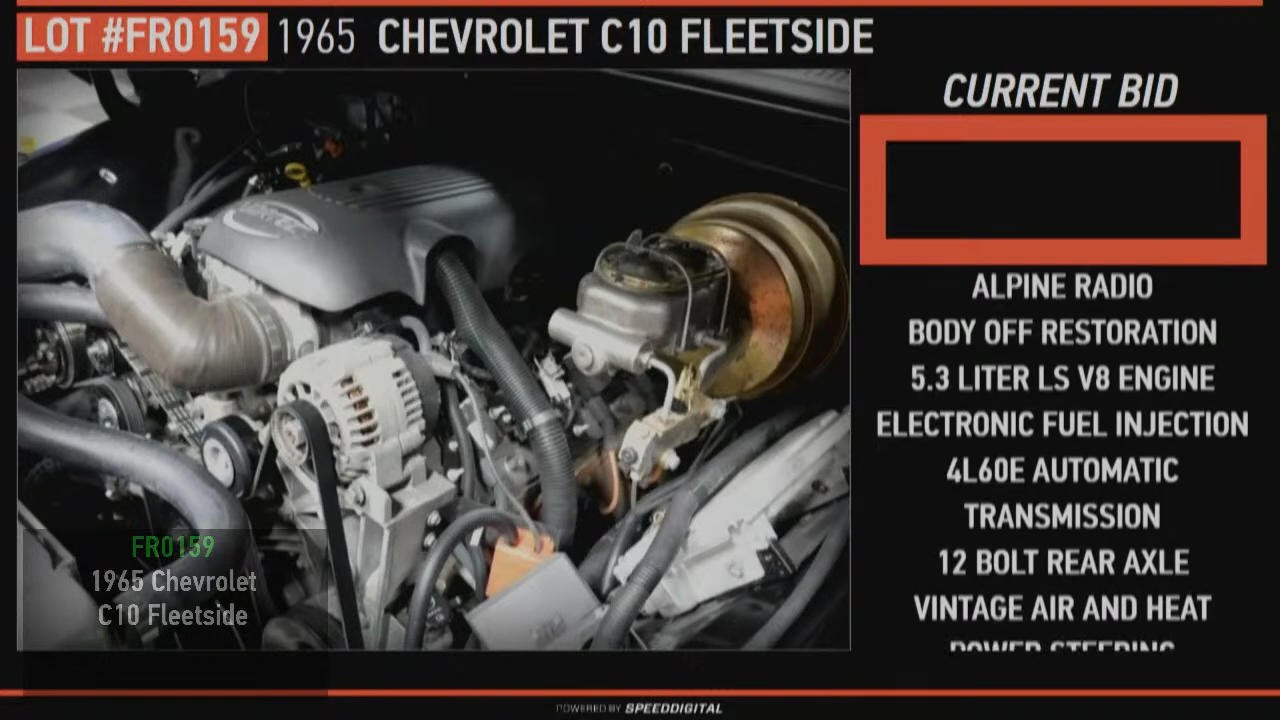 LOT #FR0159 1965 CHEVROLET C10 FLEETSIDE
CURRENT BID
ALPINE RADIO
BODY OFF RESTORATION
5.3 LITER LS V8 ENGINE
ELECTRONIC FUEL INJECTION
4L60E AUTOMATIC
TRANSMISSION
12 BOLT REAR AXLE
VINTAGE AIR AND HEAT
POWER STEERING
FR0159
1965 Chevrolet
C10 Fleetside
POWERED BY SPEEDDIGITAL